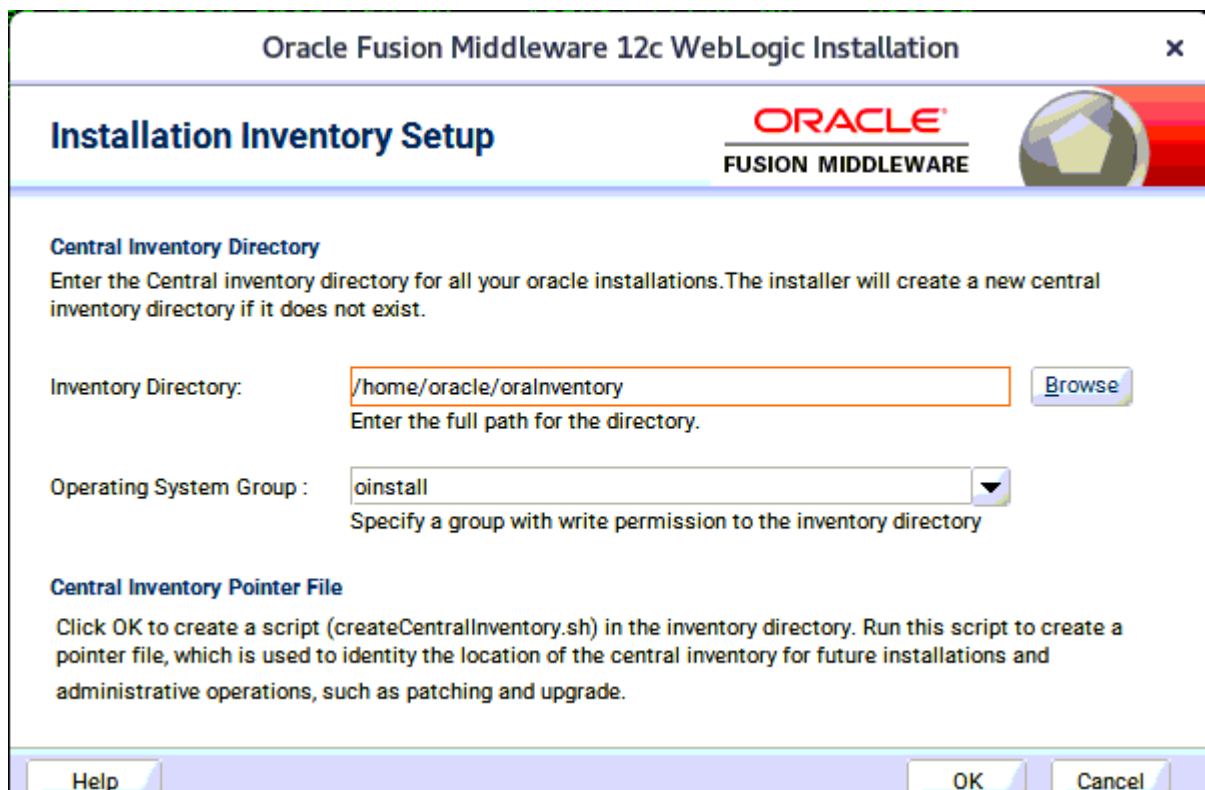 Oracle Fusion Middleware 12c WebLogic Installation
Installation Inventory Setup
ORACLE
FUSION MIDDLEWARE
Central Inventory Directory
Enter the Central inventory directory for all your oracle installations.The installer will create a new central
inventory directory if it does not exist.
Inventory Directory:
/home/oracle/oraInventory
Browse
Enter the full path for the directory.
Operating System Group :
oinstall
Specify a group with write permission to the inventory directory
Central Inventory Pointer File
Click OK to create a script (createCentralInventory.sh) in the inventory directory. Run this script to create a
pointer file, which is used to identity the location of the central inventory for future installations and
administrative operations, such as patching and upgrade.
Help
OK
Cancel